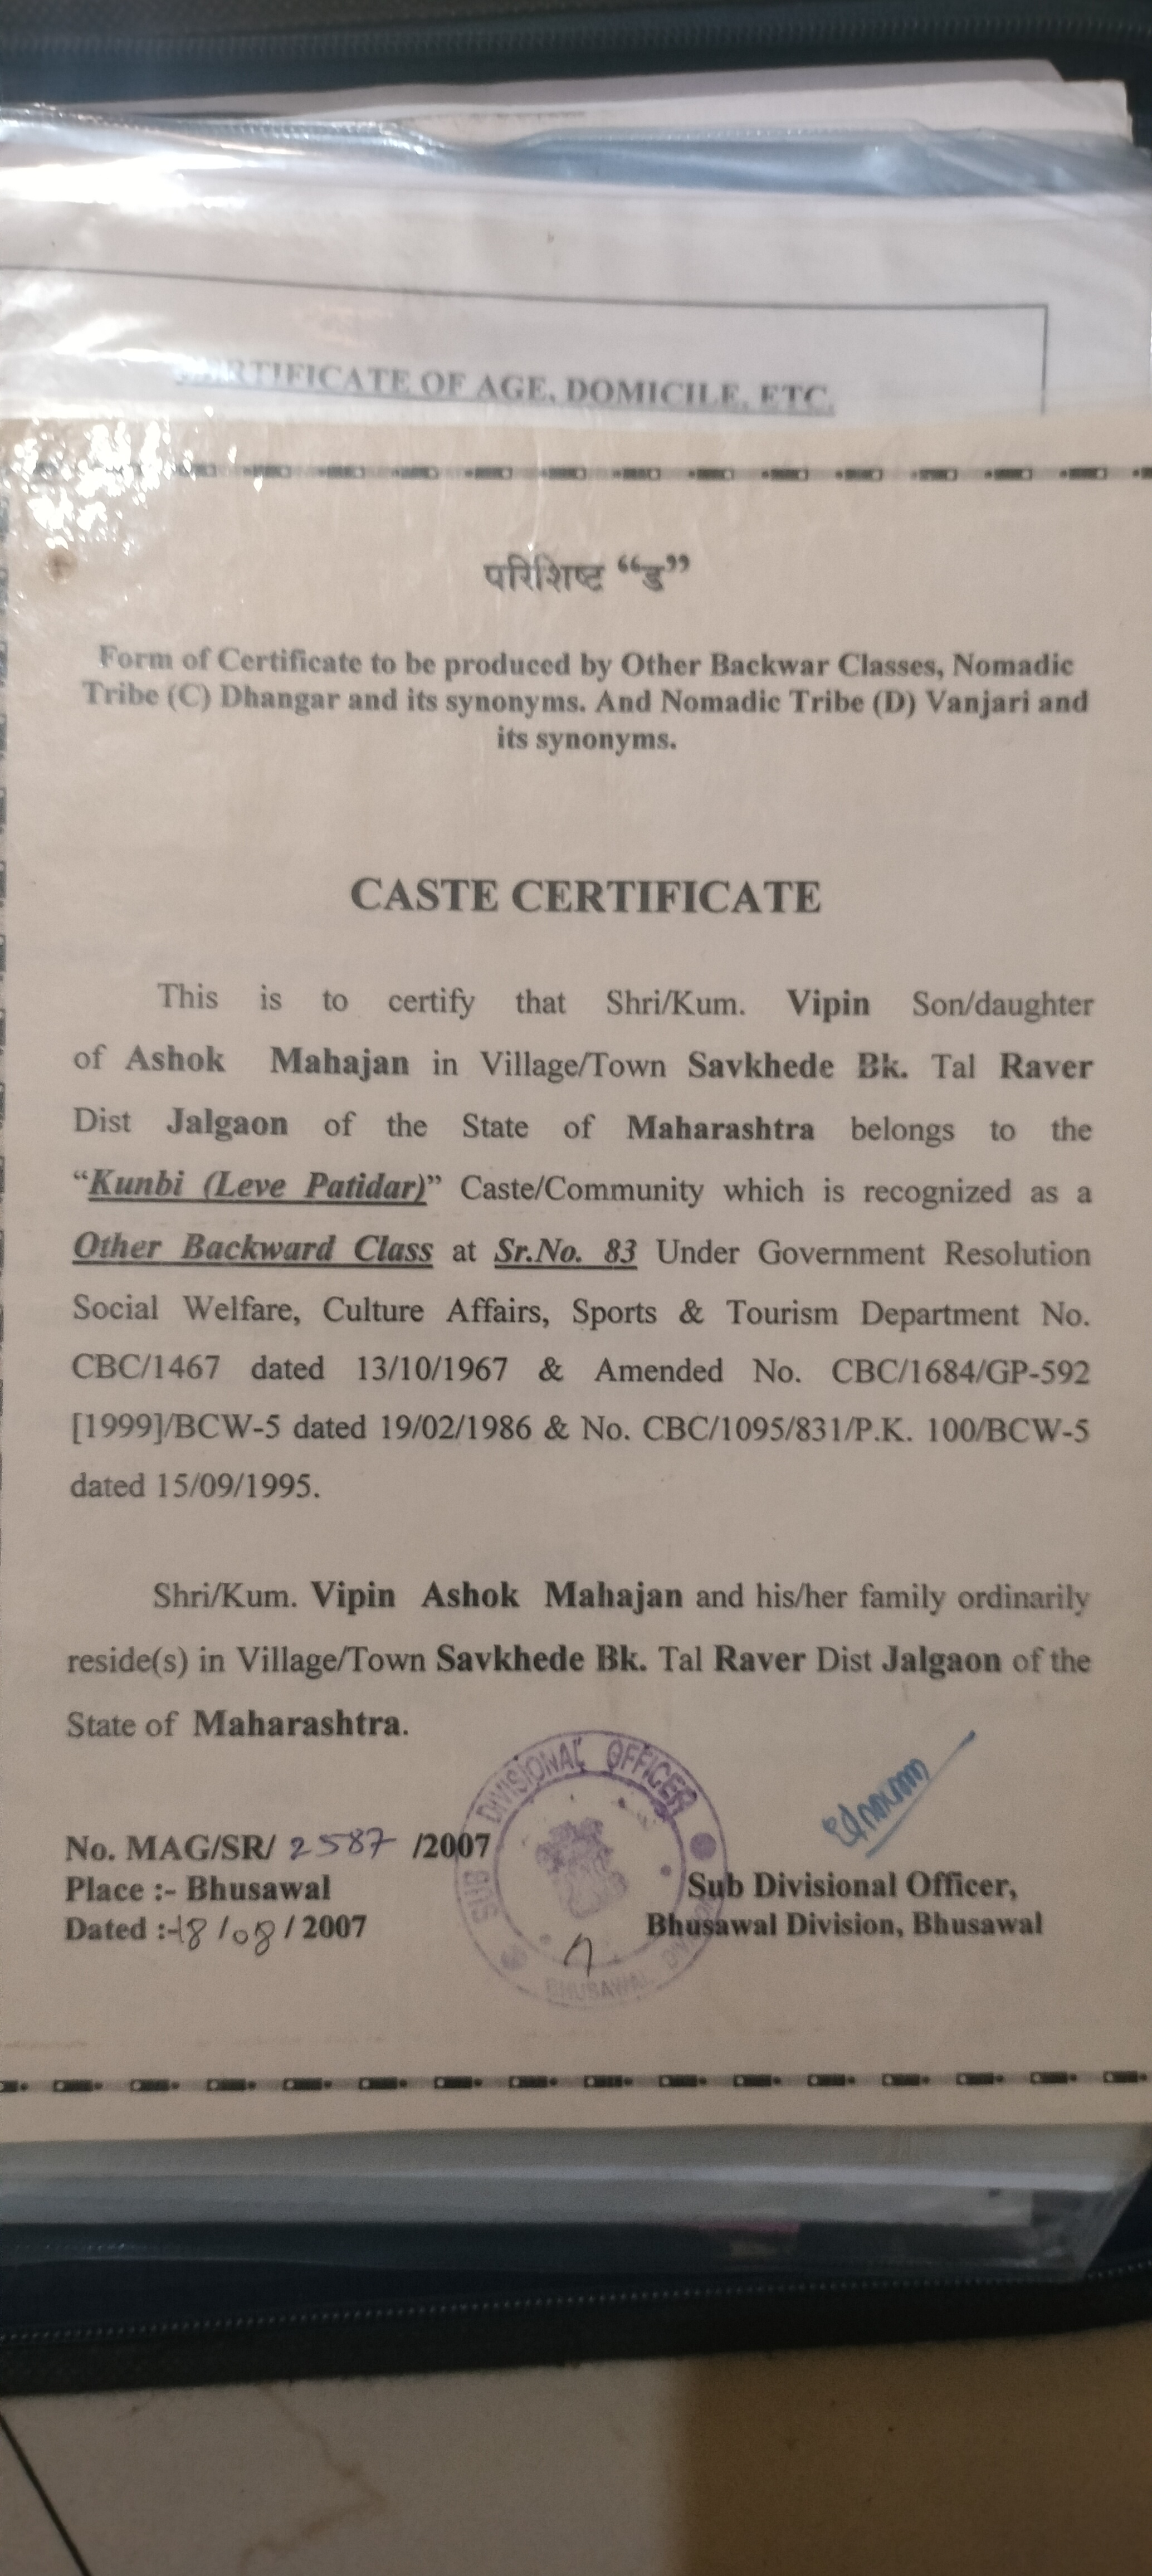 CERTIFICATE OF AGE, DOMICILE, ETC.
परिशिष्ट “ड”
Form of Certificate to be produced by Other Backwar Classes, Nomadic
Tribe (C) Dhangar and its synonyms. And Nomadic Tribe (D) Vanjari and
its synonyms.
CASTE CERTIFICATE
This is to certify that Shri/Kum. Vipin Son/daughter
of Ashok Mahajan in Village/Town Savkhede Bk. Tal Raver
Dist Jalgaon of the State of Maharashtra belongs to the
“Kunbi (Leve Patidar)” Caste/Community which is recognized as a
Other Backward Class at Sr.No. 83 Under Government Resolution
Social Welfare, Culture Affairs, Sports & Tourism Department No.
CBC/1467 dated 13/10/1967 & Amended No. CBC/1684/GP-592
[1999]/BCW-5 dated 19/02/1986 & No. CBC/1095/831/P.K. 100/BCW-5
dated 15/09/1995.
Shri/Kum. Vipin Ashok Mahajan and his/her family ordinarily
reside(s) in Village/Town Savkhede Bk. Tal Raver Dist Jalgaon of the
State of Maharashtra.
SUB DIVISIONAL OFFICER
BHUSAWAL
No. MAG/SR/ 2587 /2007
Place :- Bhusawal
Dated :-18/08/2007
Sub Divisional Officer,
Bhusawal Division, Bhusawal